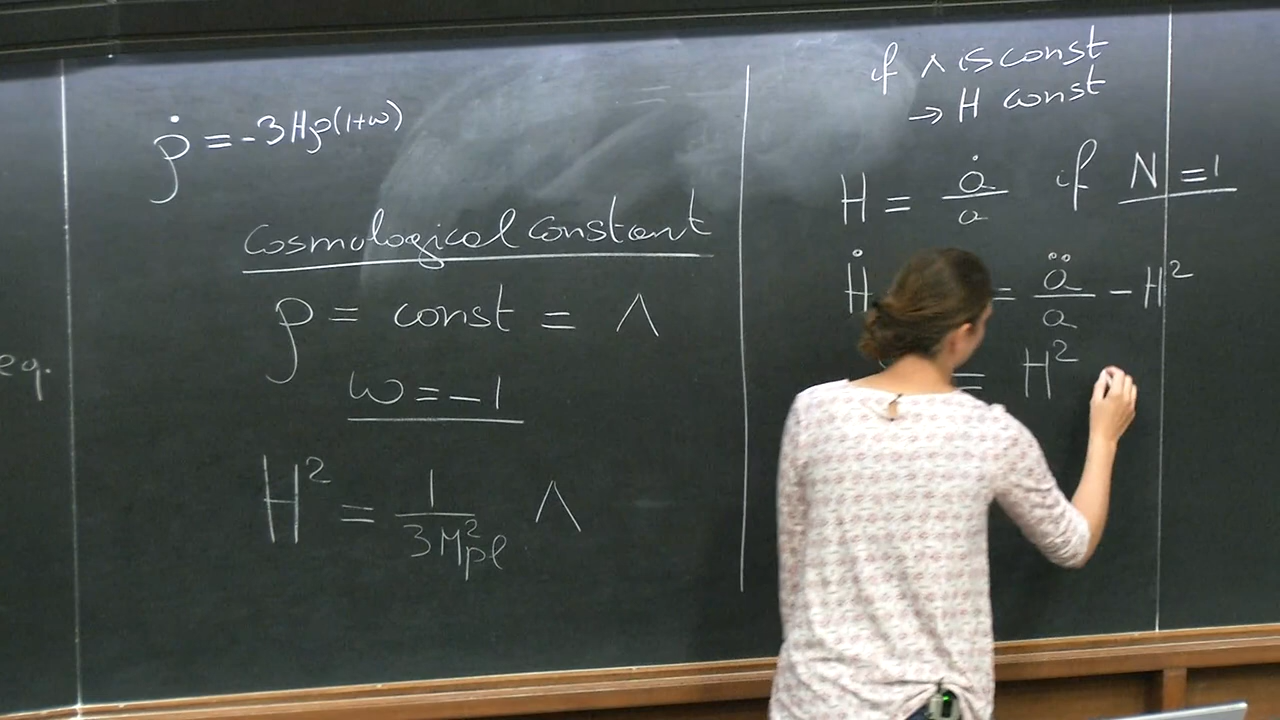 eq.
ρ̇ = -3Hρ(1+ω)
Cosmological constant
ρ = const = Λ
ω = -1
H² = 1/(3M²pl) Λ
if Λ is const
→ H const
H = ȧ/a if N = 1
Ḣ = ä/a - H²
= H²